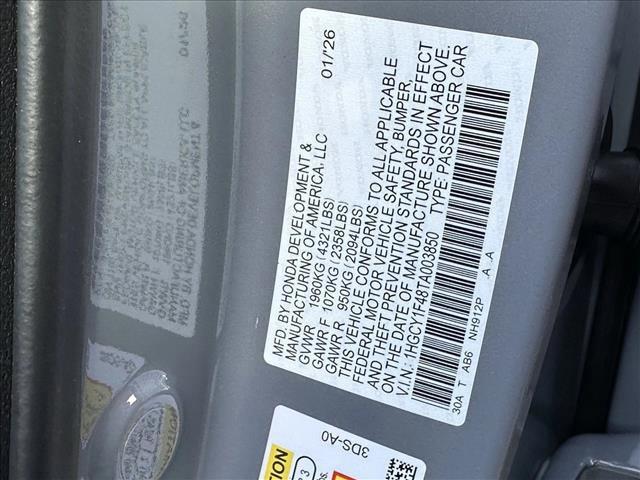 MFD. BY HONDA DEVELOPMENT &
MANUFACTURING OF AMERICA, LLC 01/26
GVWR 1960KG (4321LBS)
GAWR F 1070KG (2358LBS)
GAWR R 950KG (2094LBS)
THIS VEHICLE CONFORMS TO ALL APPLICABLE
FEDERAL MOTOR VEHICLE SAFETY, BUMPER,
AND THEFT PREVENTION STANDARDS IN EFFECT
ON THE DATE OF MANUFACTURE SHOWN ABOVE.
V.I.N.: 1HGCY1F48TA003850 TYPE: PASSENGER CAR
30A T AB6 NH912P A A
3DS-A0